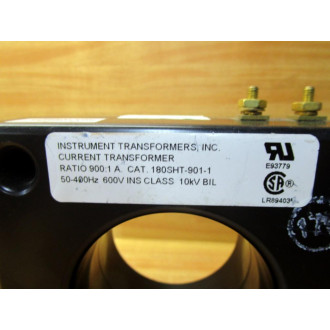 INSTRUMENT TRANSFORMERS, INC.
CURRENT TRANSFORMER
RATIO 900:1 A. CAT. 180SHT-901-1
50-400Hz 600V INS CLASS 10kV BIL
E93779
LR89403